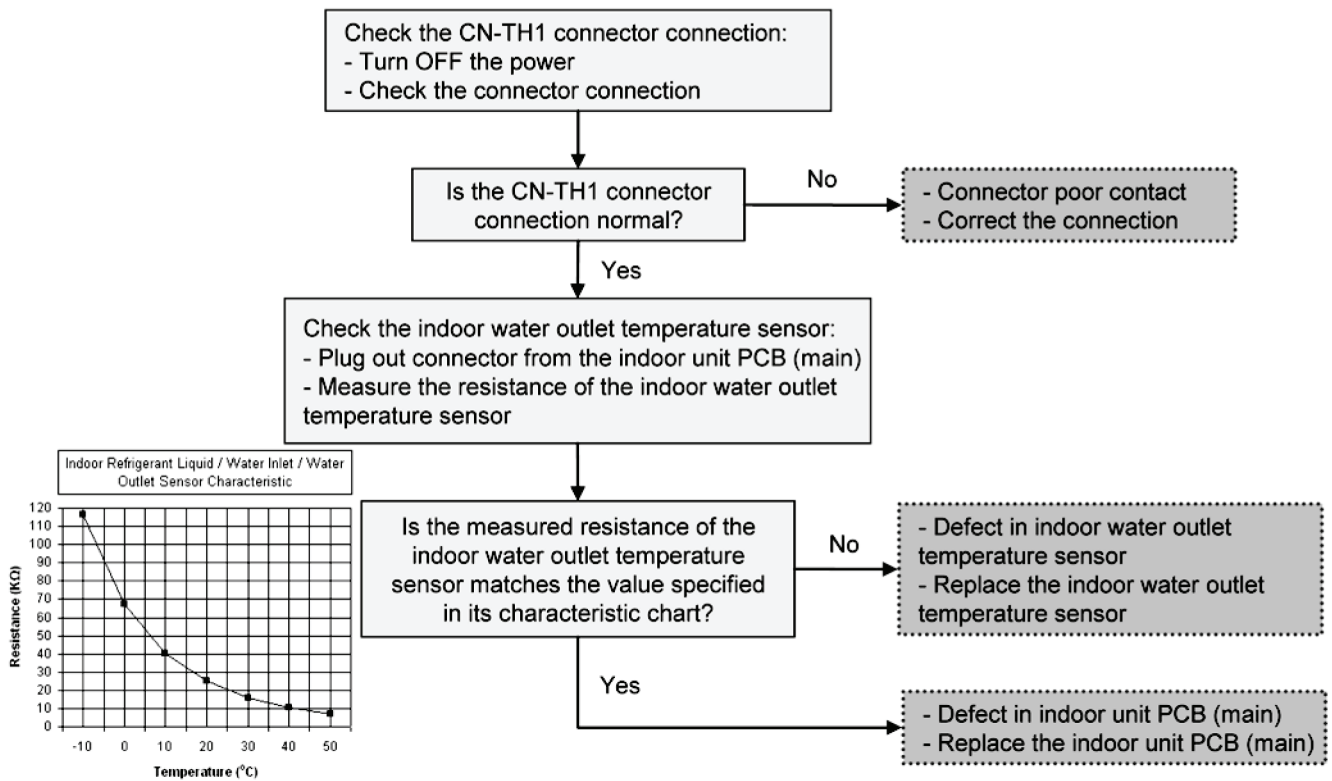 Check the CN-TH1 connector connection:
- Turn OFF the power
- Check the connector connection
Is the CN-TH1 connector
connection normal?
No
- Connector poor contact
- Correct the connection
Yes
Check the indoor water outlet temperature sensor:
- Plug out connector from the indoor unit PCB (main)
- Measure the resistance of the indoor water outlet
temperature sensor
Indoor Refrigerant Liquid / Water Inlet / Water
Outlet Sensor Characteristic
120
110
100
90
80
70
60
50
40
30
20
10
0
Resistance (KΩ)
-10 0 10 20 30 40 50
Temperature (°C)
Is the measured resistance of the
indoor water outlet temperature
sensor matches the value specified
in its characteristic chart?
No
- Defect in indoor water outlet
temperature sensor
- Replace the indoor water outlet
temperature sensor
Yes
- Defect in indoor unit PCB (main)
- Replace the indoor unit PCB (main)